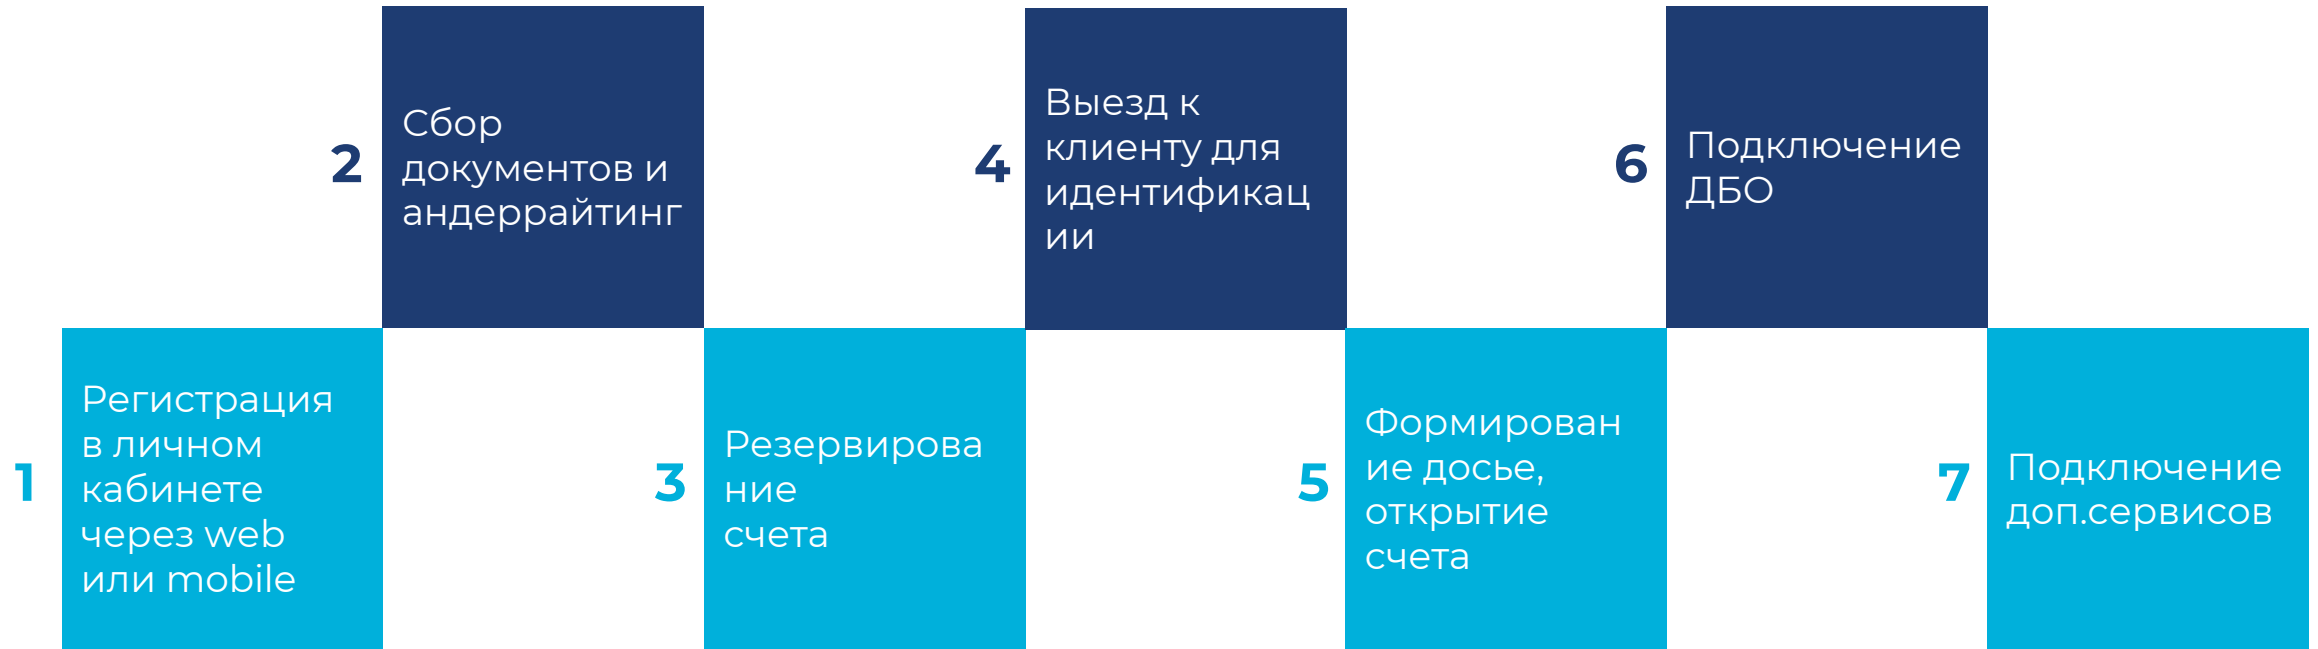 1
Регистрация
в личном
кабинете
через web
или mobile
2
Сбор
документов и
андеррайтинг
3
Резервирова
ние
счета
4
Выезд к
клиенту для
идентификац
ии
5
Формирован
ие досье,
открытие
счета
6
Подключение
ДБО
7
Подключение
доп.сервисов